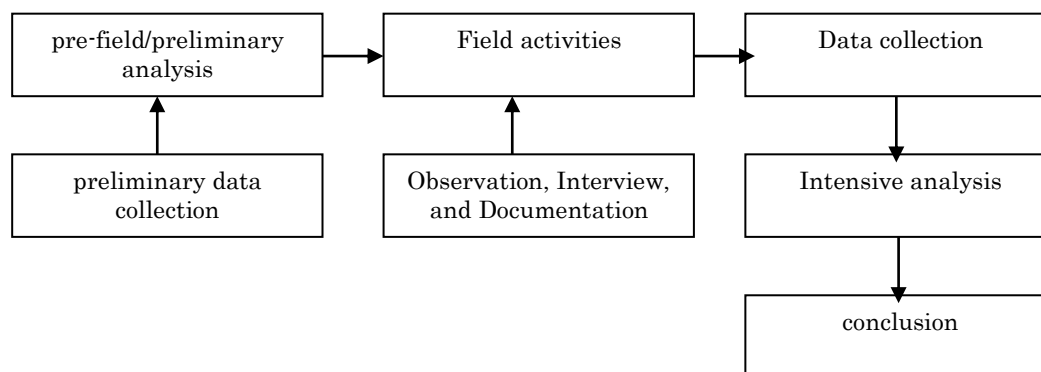 pre-field/preliminary
analysis
Field activities
Data collection
preliminary data
collection
Observation, Interview,
and Documentation
Intensive analysis
conclusion